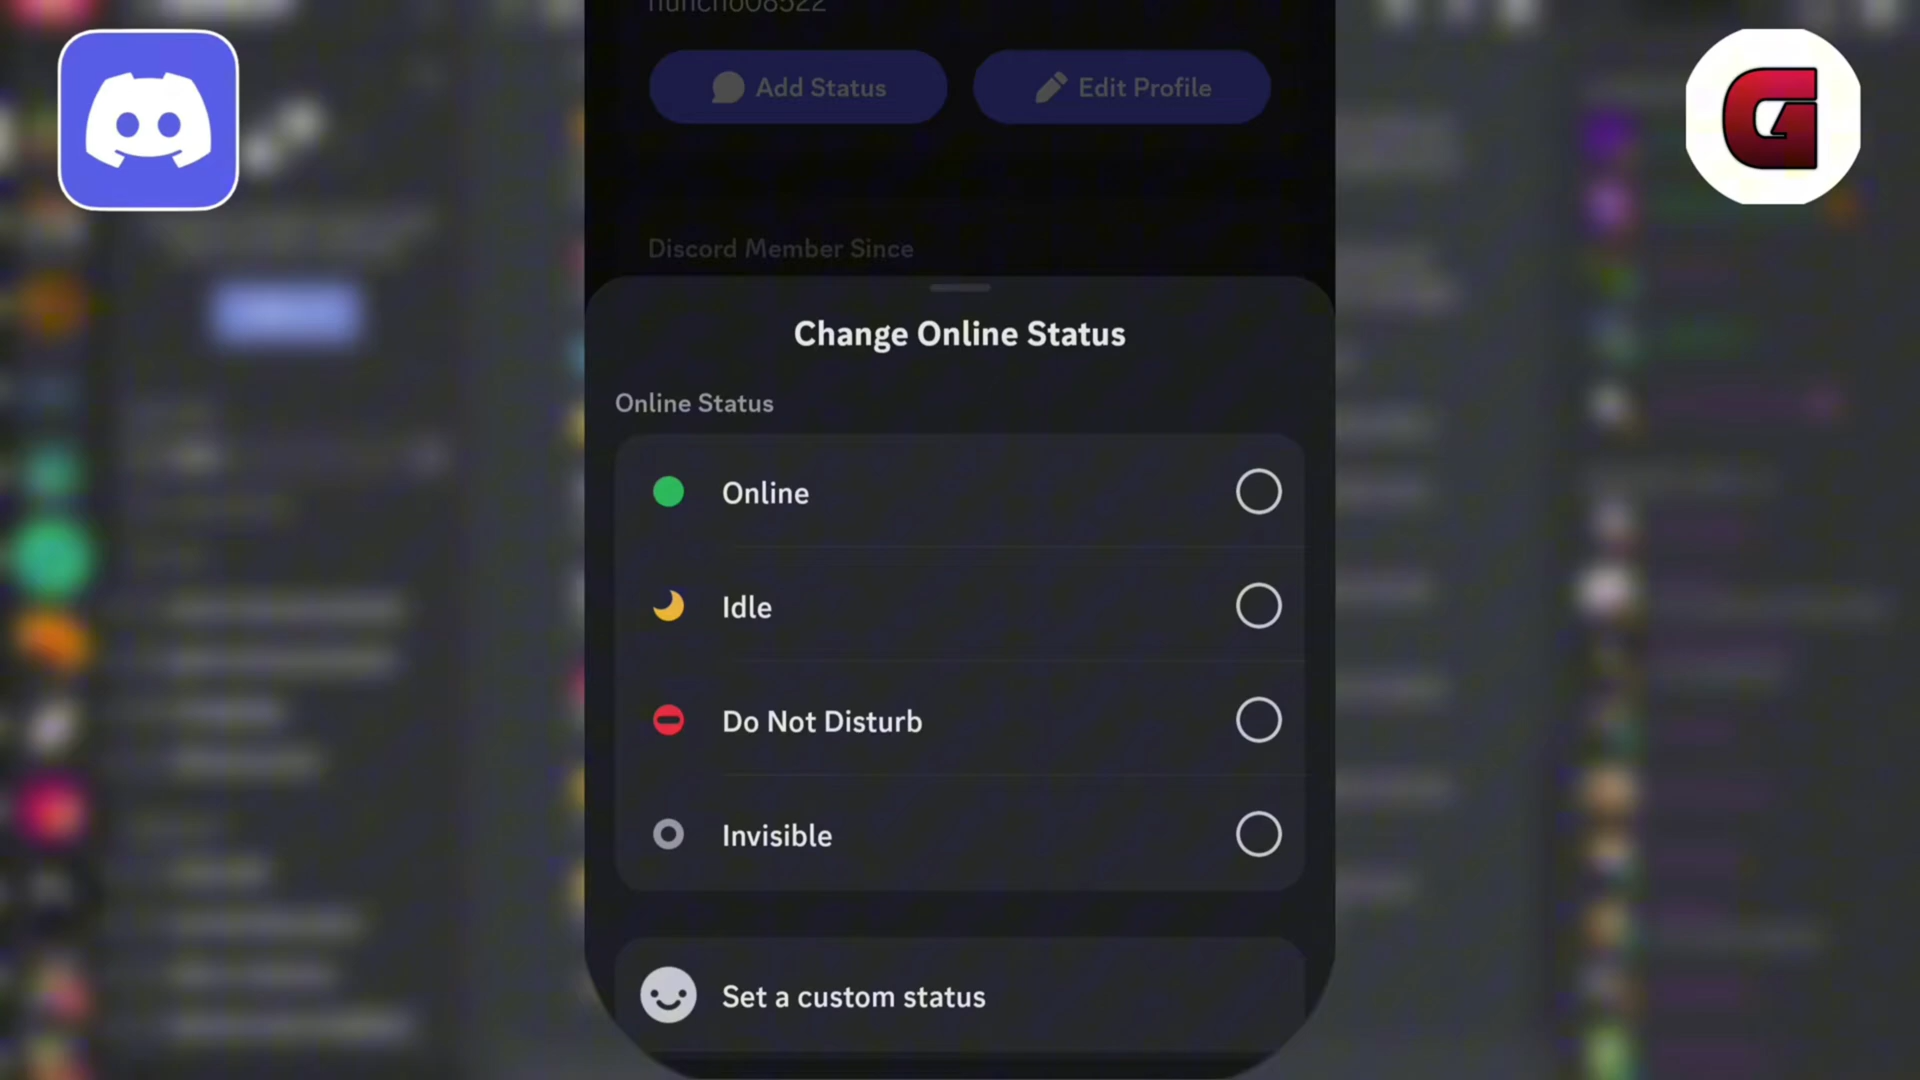 Add Status
Edit Profile
Discord Member Since
Change Online Status
Online Status
Online
Idle
Do Not Disturb
Invisible
Set a custom status